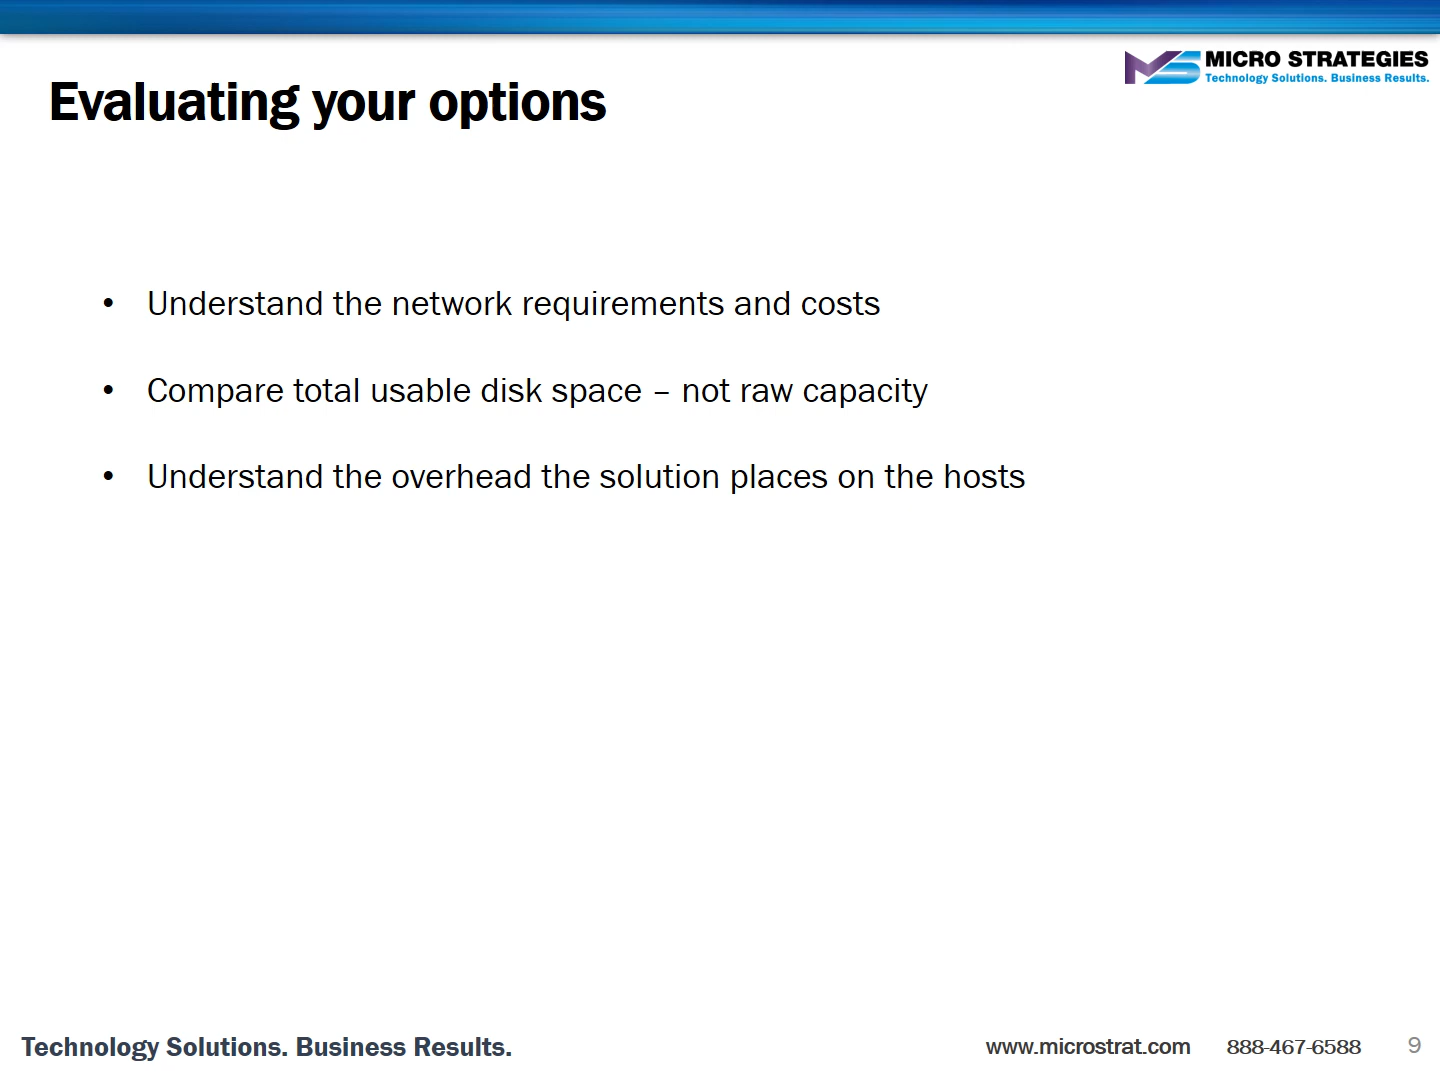 MICRO STRATEGIES
Technology Solutions. Business Results.
Evaluating your options
• Understand the network requirements and costs
• Compare total usable disk space – not raw capacity
• Understand the overhead the solution places on the hosts
Technology Solutions. Business Results.
www.microstrat.com 888-467-6588 9